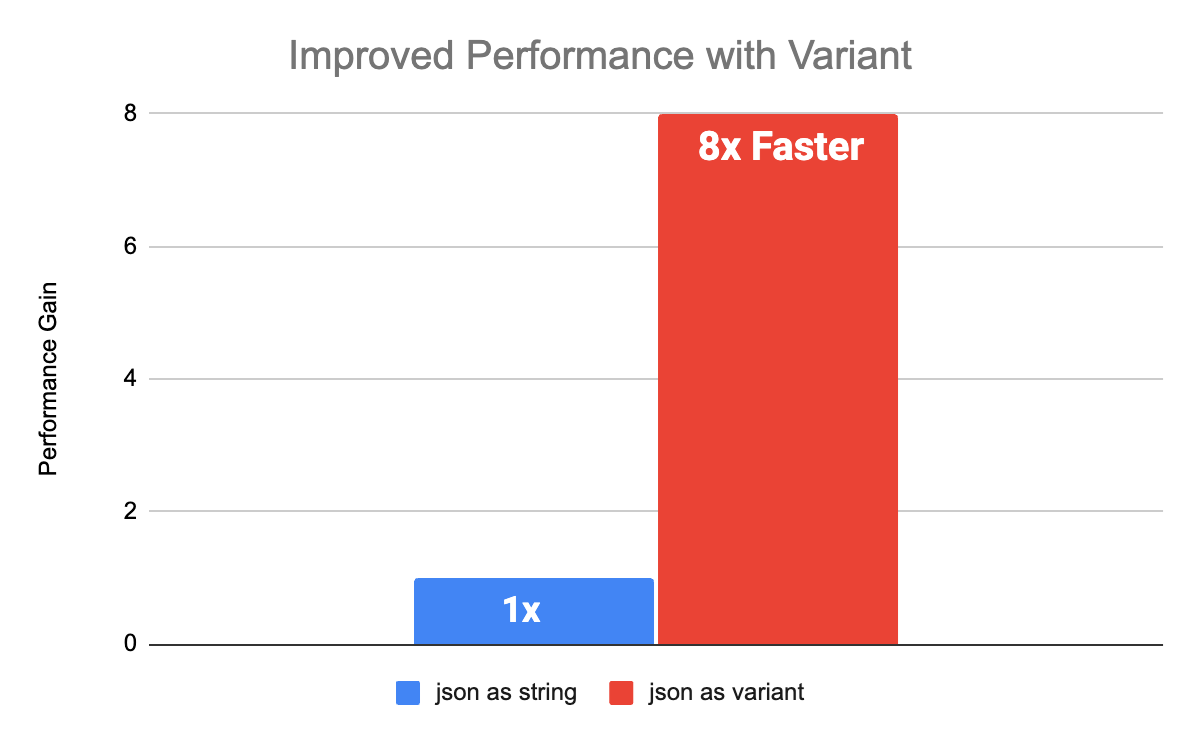 Improved Performance with Variant
8
8x Faster
6
Performance Gain
4
2
1x
0
json as string
json as variant